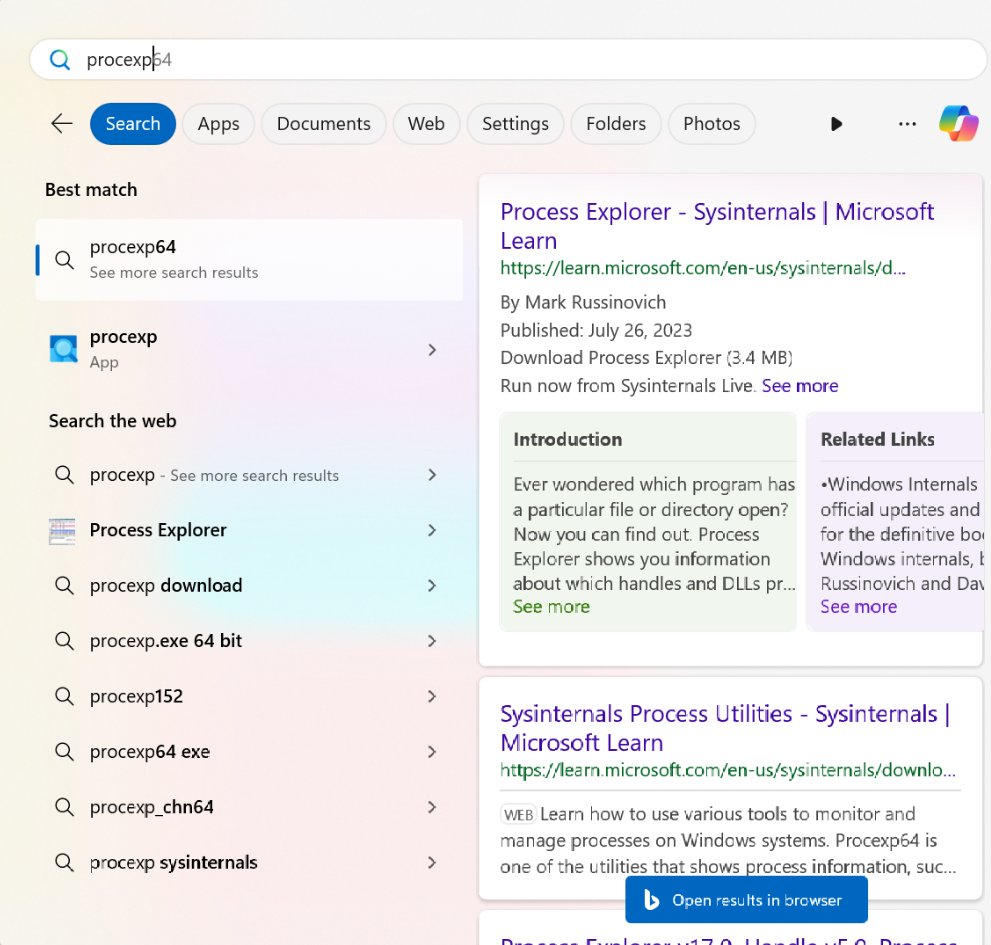 procexp64
Search
Apps
Documents
Web
Settings
Folders
Photos
Best match
procexp64
See more search results
procexp
App
Search the web
procexp - See more search results
Process Explorer
procexp download
procexp.exe 64 bit
procexp152
procexp64 exe
procexp_chn64
procexp sysinternals
Process Explorer - Sysinternals | Microsoft
Learn
https://learn.microsoft.com/en-us/sysinternals/d...
By Mark Russinovich
Published: July 26, 2023
Download Process Explorer (3.4 MB)
Run now from Sysinternals Live. See more
Introduction
Ever wondered which program has
a particular file or directory open?
Now you can find out. Process
Explorer shows you information
about which handles and DLLs pr...
See more
Related Links
•Windows Internals
official updates and
for the definitive
Windows internals,
Russinovich and
See more
Sysinternals Process Utilities - Sysinternals |
Microsoft Learn
https://learn.microsoft.com/en-us/sysinternals/downlo...
WEB Learn how to use various tools to monitor and
manage processes on Windows systems. Procexp64 is
one of the utilities that shows process information, suc...
Open results in browser
Process Explorer v17.0, Handle v5.0, Process